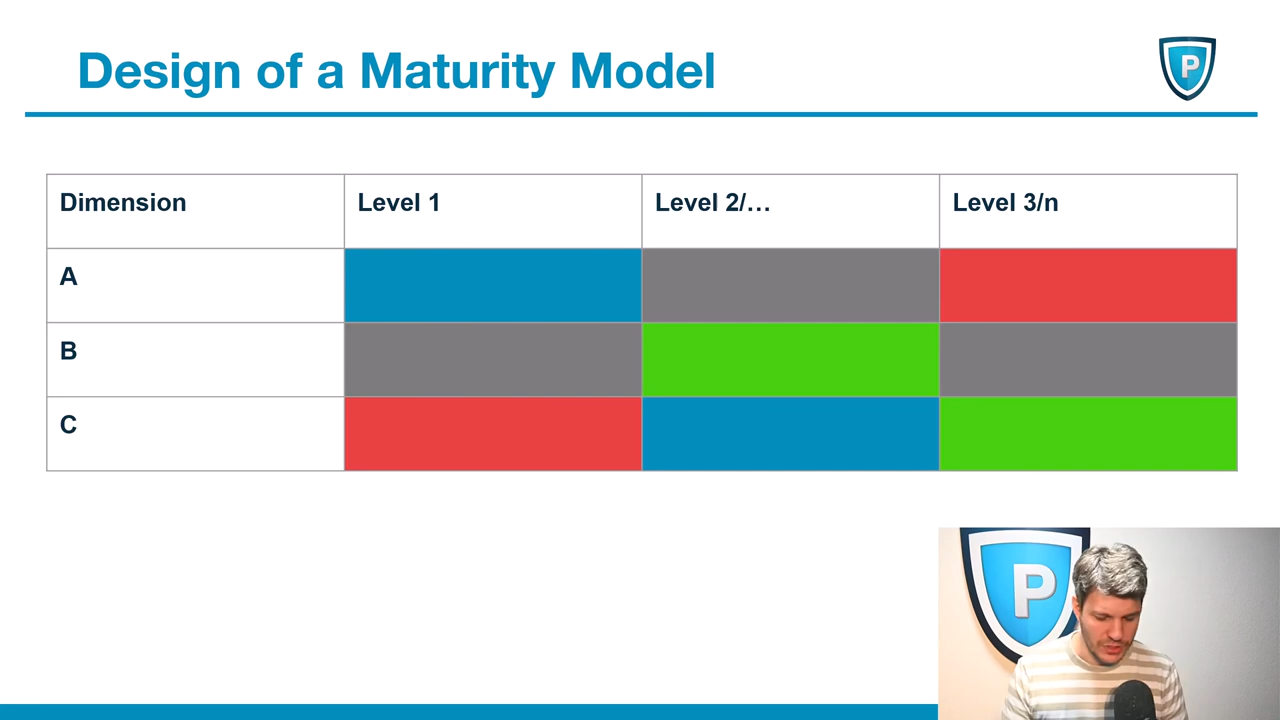 Design of a Maturity Model
P
Dimension
Level 1
Level 2/…
Level 3/n
A
B
C
P